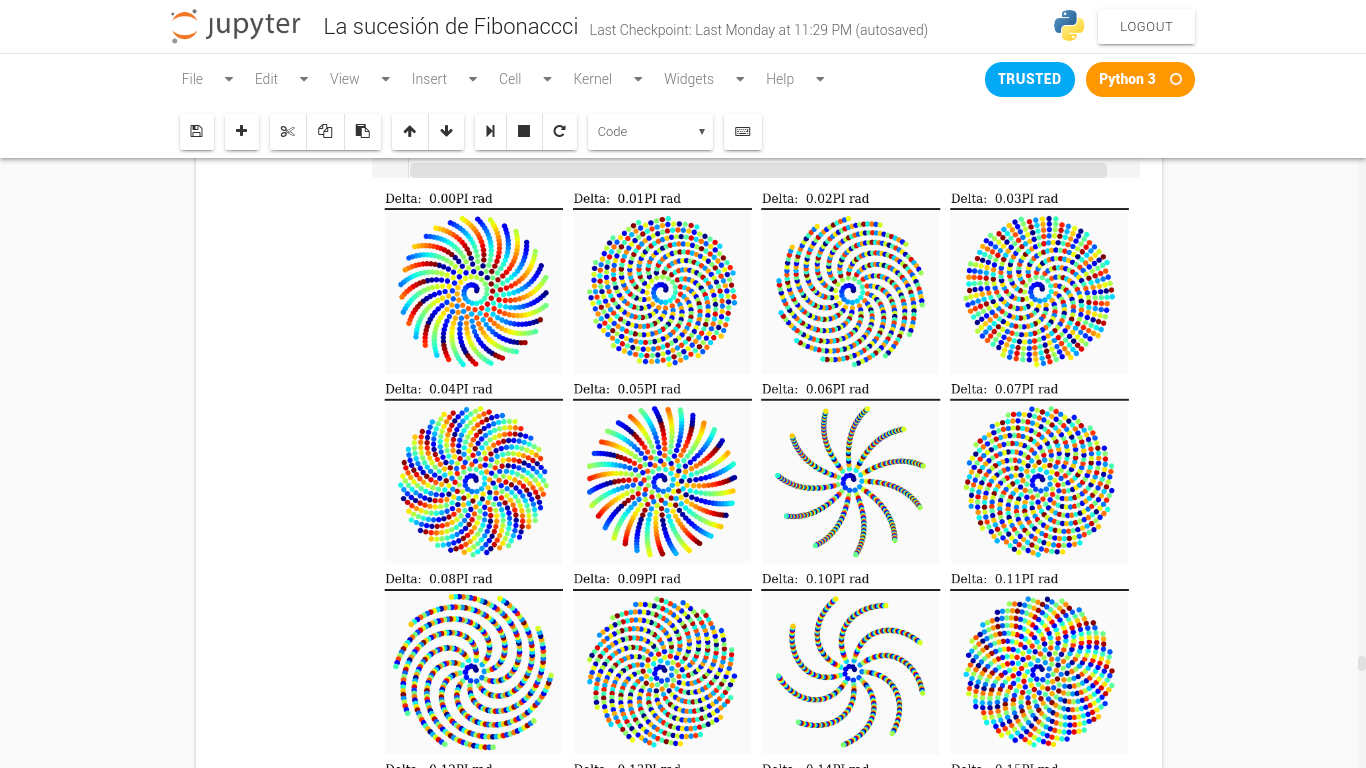 jupyter La sucesión de Fibonaccci Last Checkpoint: Last Monday at 11:29 PM (autosaved) LOGOUT
File Edit View Insert Cell Kernel Widgets Help TRUSTED Python 3
Code
Delta: 0.00PI rad Delta: 0.01PI rad Delta: 0.02PI rad Delta: 0.03PI rad
Delta: 0.04PI rad Delta: 0.05PI rad Delta: 0.06PI rad Delta: 0.07PI rad
Delta: 0.08PI rad Delta: 0.09PI rad Delta: 0.10PI rad Delta: 0.11PI rad